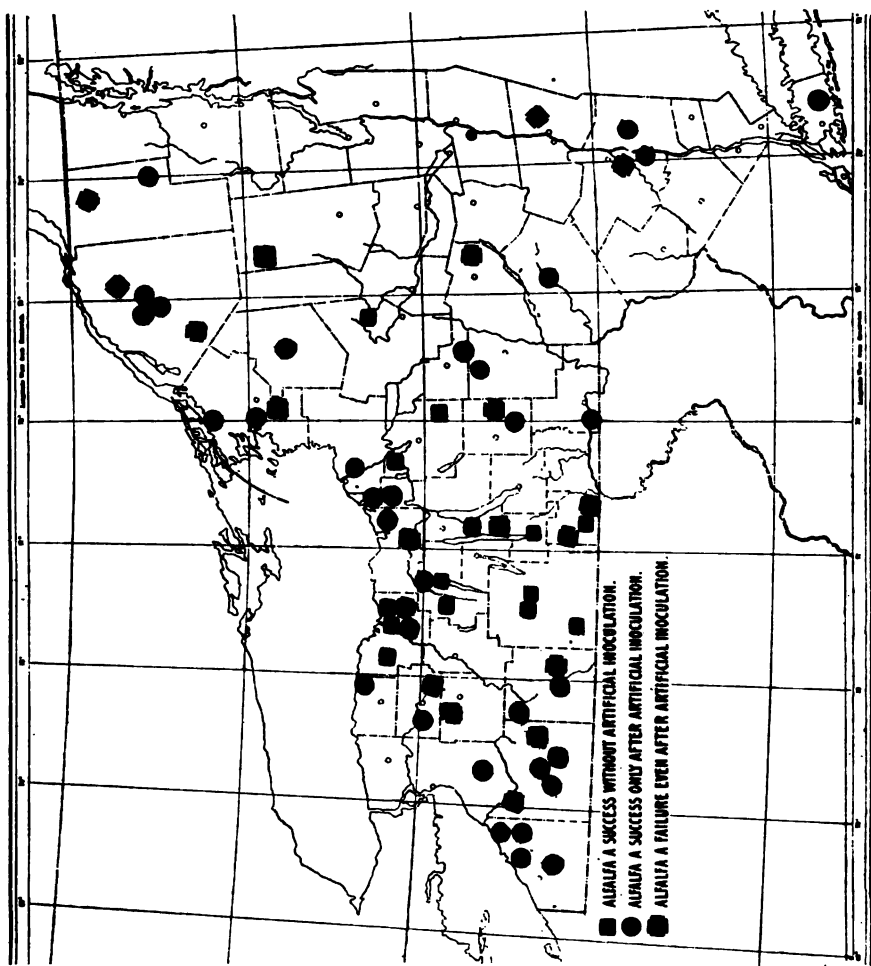 ALFALFA A SUCCESS WITHOUT ARTIFICIAL INOCULATION.
ALFALFA A SUCCESS ONLY AFTER ARTIFICIAL INOCULATION.
ALFALFA A FAILURE EVEN AFTER ARTIFICIAL INOCULATION.